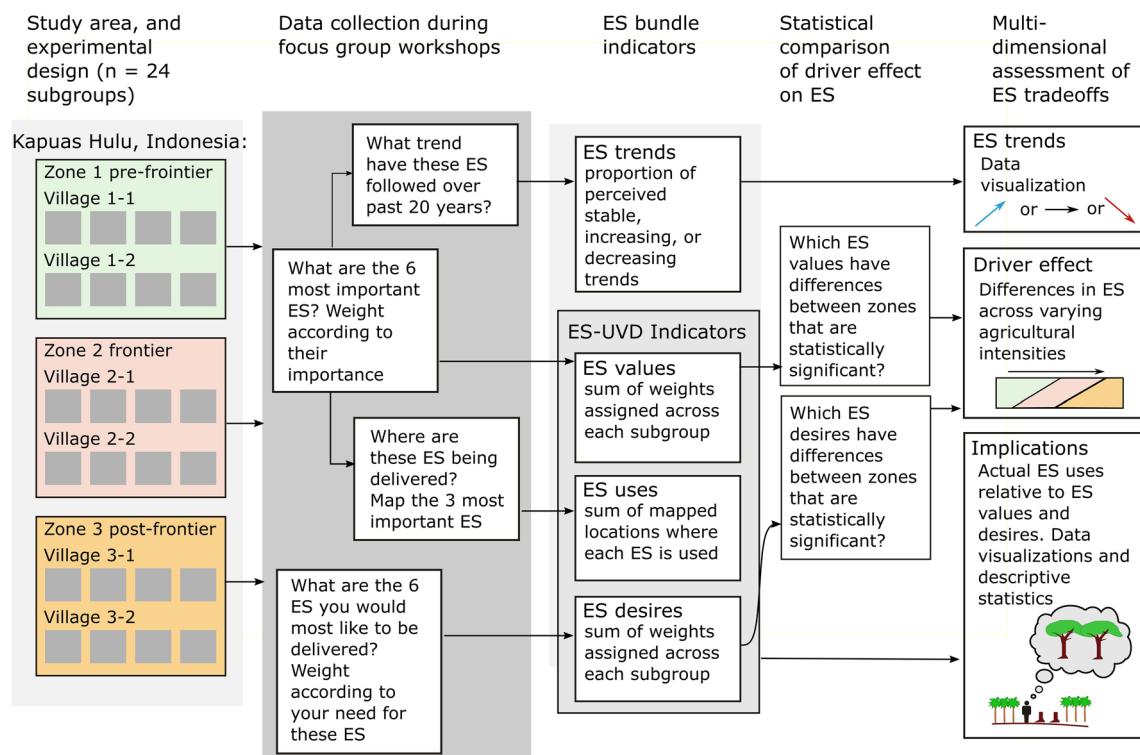 Study area, and
experimental
design (n = 24
subgroups)
Data collection during
focus group workshops
ES bundle
indicators
Statistical
comparison
of driver effect
on ES
Multi-
dimensional
assessment of
ES tradeoffs
Kapuas Hulu, Indonesia:
Zone 1 pre-frointier
Village 1-1
Village 1-2
Zone 2 frontier
Village 2-1
Village 2-2
Zone 3 post-frontier
Village 3-1
Village 3-2
What trend
have these ES
followed over
past 20 years?
What are the 6
most important
ES? Weight
according to
their
importance
Where are
these ES being
delivered?
Map the 3 most
important ES
What are the 6
ES you would
most like to be
delivered?
Weight
according to
your need for
these ES
ES trends
proportion of
perceived
stable,
increasing, or
decreasing
trends
ES-UVD Indicators
ES values
sum of weights
assigned across
each subgroup
ES uses
sum of mapped
locations where
each ES is used
ES desires
sum of weights
assigned across
each subgroup
Which ES
values have
differences
between zones
that are
statistically
significant?
Which ES
desires have
differences
between zones
that are
statistically
significant?
ES trends
Data
visualization
or or
Driver effect
Differences in ES
across varying
agricultural
intensities
Implications
Actual ES uses
relative to ES
values and
desires. Data
visualizations and
descriptive
statistics